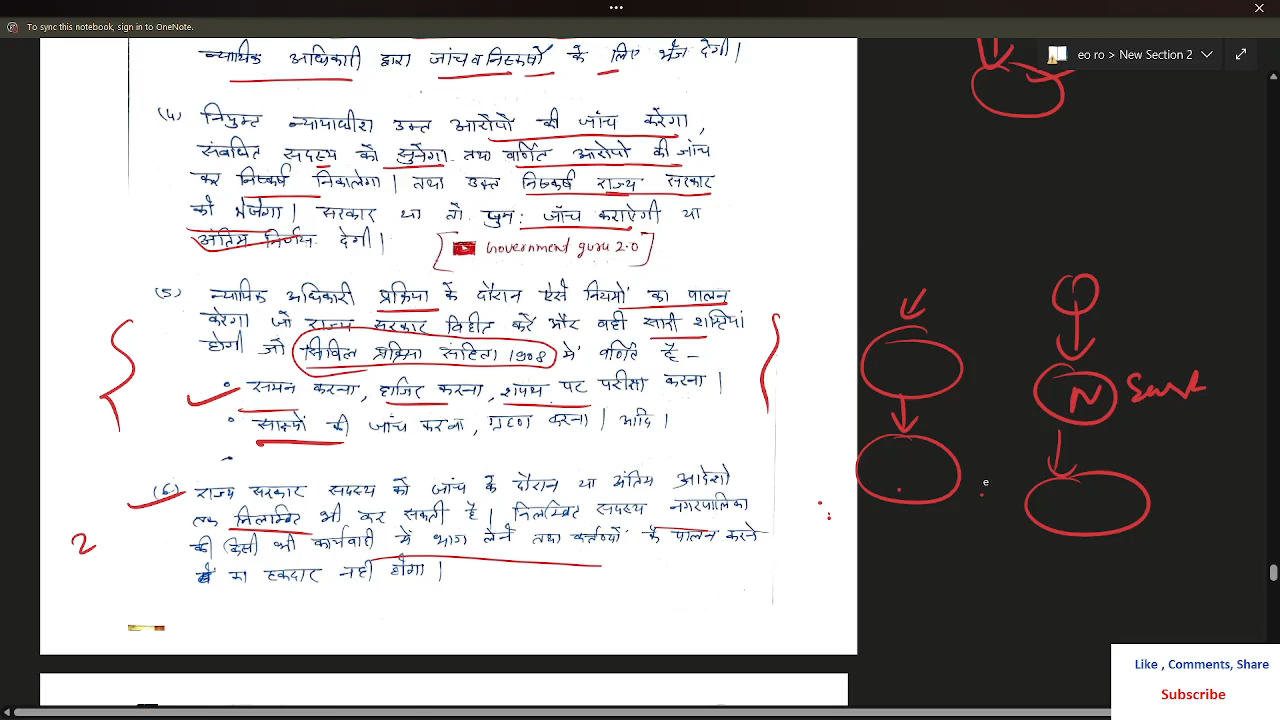 To sync this notebook, sign in to OneNote.
eo ro > New Section 2
न्यायिक अधिकारी द्वारा जांच व निष्कर्षों के लिए भेज देगी।
(4) नियुक्त न्यायाधीश उक्त आरोपों की जाँच करेगा,
संबंधित सदस्य को सुनेगा तथा वर्णित आरोपो की जांच
कर निष्कर्ष निकालेगा। तथा उक्त निष्कर्ष राज्य सरकार
को भेजेगा। सरकार या तो पुन: जाँच कराऐगी या
अंतिम निर्णय देगी।
Government guru 2.0
(5) न्यायिक अधिकारी प्रक्रिया के दौरान ऐसे नियमों का पालन
करेगा जो राज्य सरकार विहीत करें और वही सारी शक्तियां
होगी जो सिविल प्रक्रिया संहिता 1908 में वर्णित है -
• समन करना, हाजिर करना, शपथ पर परीक्षा करना।
• साक्ष्यों की जांच करना, ग्रहण करना। आदि।
(6) राज्य सरकार सदस्य को जांच के दौरान या अंतिम आदेशो
तक निलम्बित भी कर सकती है। निलम्बित सदस्य नगरपालिका
की किसी भी कार्यवाही में भाग लेने तथा कर्त्तव्यों के पालन करने
का हकदार नही होगा।
2
N
e
Like , Comments, Share
Subscribe